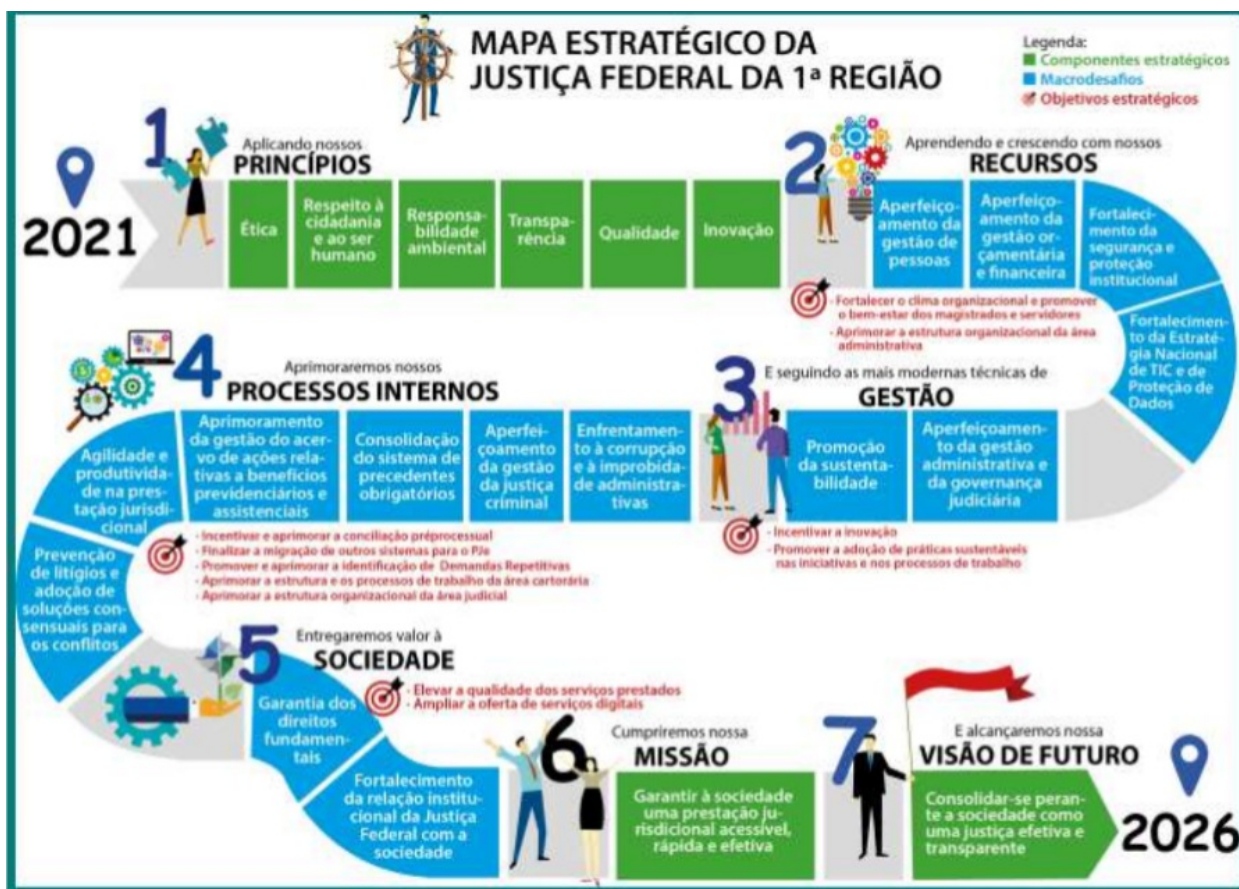 MAPA ESTRATÉGICO DA
JUSTIÇA FEDERAL DA 1ª REGIÃO
Legenda:
Componentes estratégicos
Macrodesafios
Objetivos estratégicos
2021
1
Aplicando nossos
PRINCÍPIOS
Ética
Respeito à
cidadania
e ao ser
humano
Responsa-
bilidade
ambiental
Transpa-
rência
Qualidade
Inovação
2
Aprendendo e crescendo com nossos
RECURSOS
Aperfeiço-
amento da
gestão de
pessoas
Aperfeiço-
amento da
gestão or-
çamentária
e financeira
Fortaleci-
mento da
segurança e
proteção
institucional
Fortalecimen-
to da Estraté-
gia Nacional
de TIC e de
Proteção de
Dados
- Fortalecer o clima organizacional e promover
o bem-estar dos magistrados e servidores
- Aprimorar a estrutura organizacional da área
administrativa
3
E seguindo as mais modernas técnicas de
GESTÃO
Aperfeiçoamen-
to da gestão
administrativa e
da governança
judiciária
Promoção
da sustenta-
bilidade
- Incentivar a inovação
- Promover a adoção de práticas sustentáveis
nas iniciativas e nos processos de trabalho
4
Aprimoraremos nossos
PROCESSOS INTERNOS
Enfrentamen-
to à corrupção
e à improbida-
de administra-
tivas
Aperfei-
çoamento
da gestão
da justiça
criminal
Consolidação
do sistema de
precedentes
obrigatórios
Aprimoramento
da gestão do acer-
vo de ações rela-
tivas a benefícios
previdenciários e
assistenciais
Agilidade e
produtivida-
de na pres-
tação jurisdi-
cional
Prevenção
de litígios e
adoção de
soluções con-
sensuais para
os conflitos
- Incentivar e aprimorar a conciliação préprocessual
- Finalizar a migração de outros sistemas para o PJe
- Promover e aprimorar a identificação de Demandas Repetitivas
- Aprimorar a estrutura e os processos de trabalho da área cartorária
- Aprimorar a estrutura organizacional da área judicial
5
Entregaremos valor à
SOCIEDADE
Garantia dos
direitos
fundamen-
tais
Fortalecimento
da relação institu-
cional da Justiça
Federal com a
sociedade
- Elevar a qualidade dos serviços prestados
- Ampliar a oferta de serviços digitais
6
Cumpriremos nossa
MISSÃO
Garantir à sociedade
uma prestação ju-
risdicional acessível,
rápida e efetiva
7
E alcançaremos nossa
VISÃO DE FUTURO
Consolidar-se peran-
te a sociedade como
uma justiça efetiva e
transparente
2026